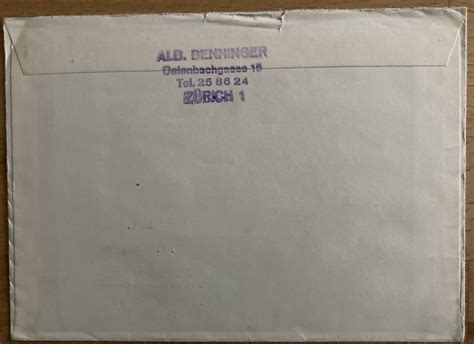 ALB. BENNINGER
Oetenbachgasse 15
Tel. 25 86 24
ZÜRICH 1